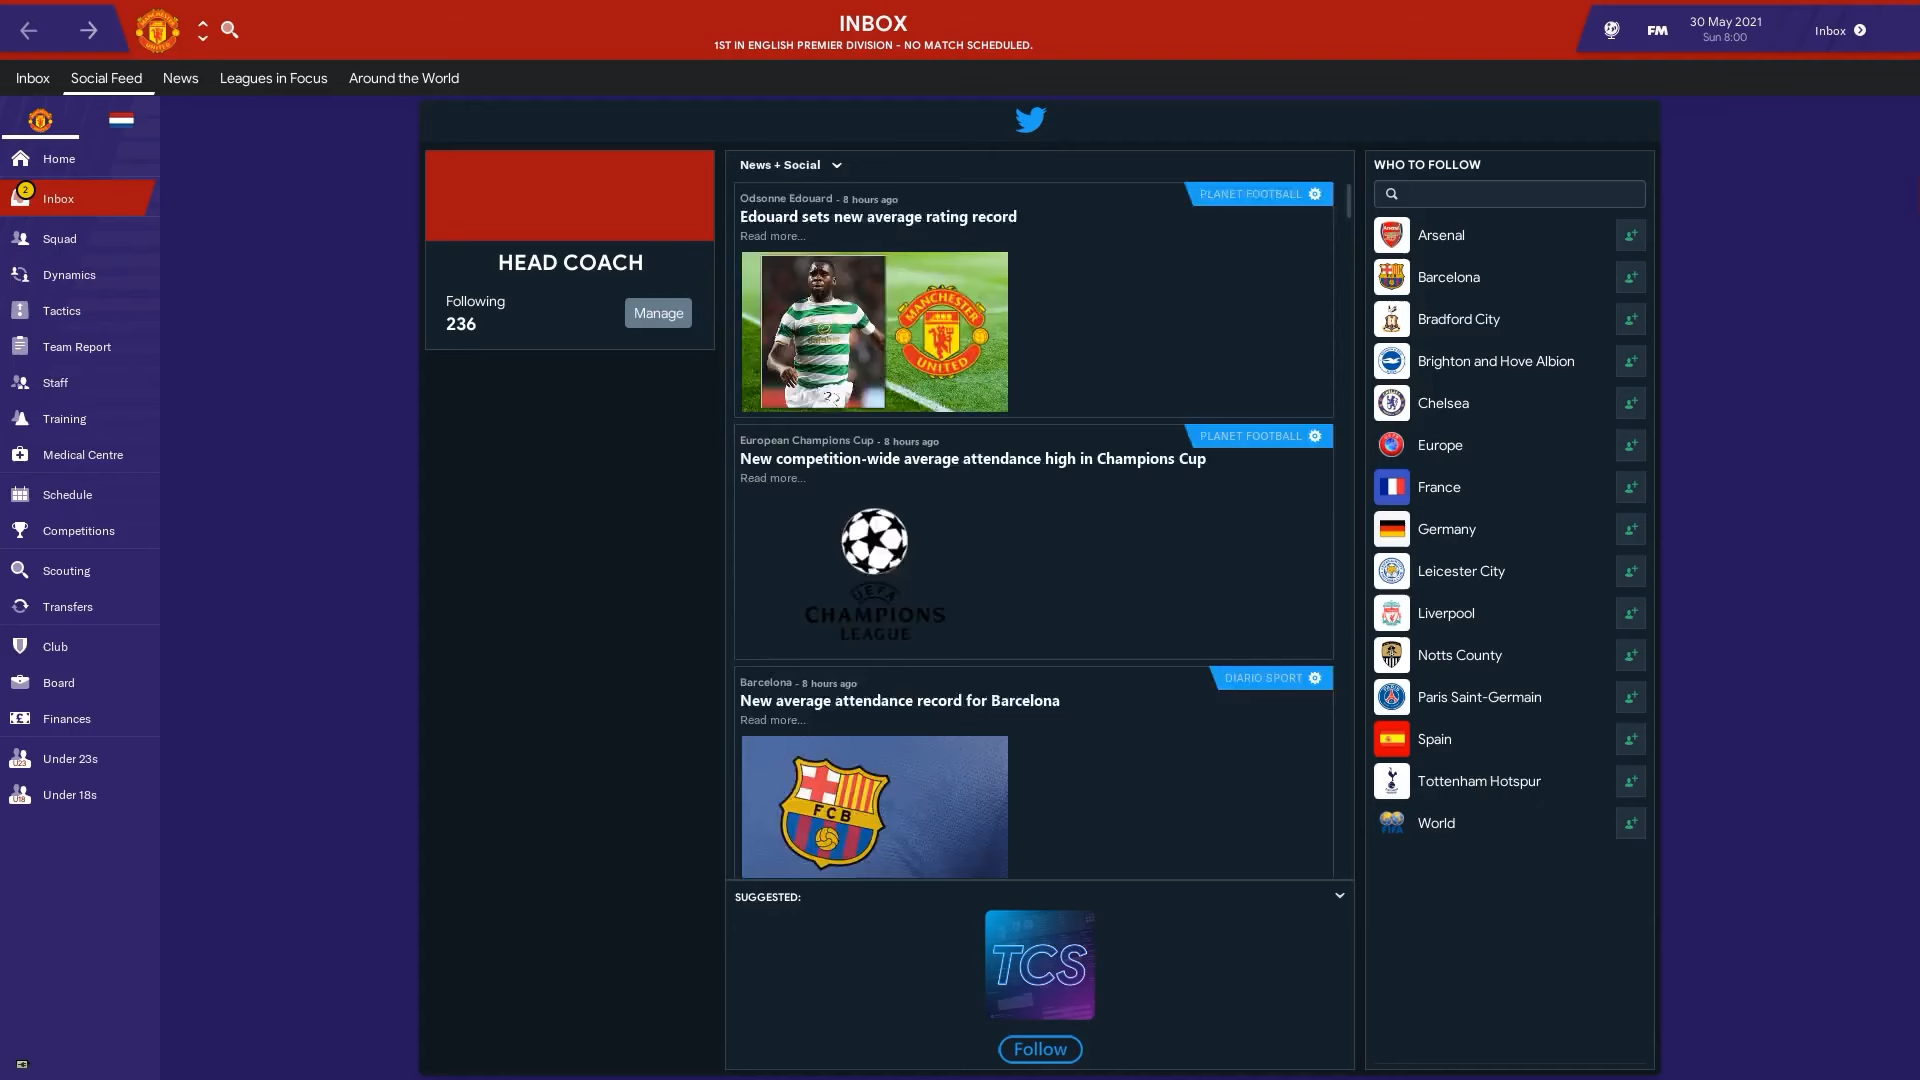 INBOX
1ST IN ENGLISH PREMIER DIVISION - NO MATCH SCHEDULED.
FM
30 May 2021
Sun 8:00
Inbox
Inbox
Social Feed
News
Leagues in Focus
Around the World
Home
2
Inbox
Squad
Dynamics
Tactics
Team Report
Staff
Training
Medical Centre
Schedule
Competitions
Scouting
Transfers
Club
Board
Finances
U23
Under 23s
U18
Under 18s
HEAD COACH
Following
236
Manage
News + Social
Odsonne Edouard - 8 hours ago
PLANET FOOTBALL
Edouard sets new average rating record
Read more...
MANCHESTER
UNITED
European Champions Cup - 8 hours ago
PLANET FOOTBALL
New competition-wide average attendance high in Champions Cup
Read more...
UEFA
CHAMPIONS
LEAGUE
Barcelona - 8 hours ago
DIARIO SPORT
New average attendance record for Barcelona
Read more...
FCB
SUGGESTED:
TCS
Follow
WHO TO FOLLOW
Arsenal
Barcelona
Bradford City
Brighton and Hove Albion
Chelsea
Europe
France
Germany
Leicester City
Liverpool
Notts County
Paris Saint-Germain
Spain
Tottenham Hotspur
FIFA
World